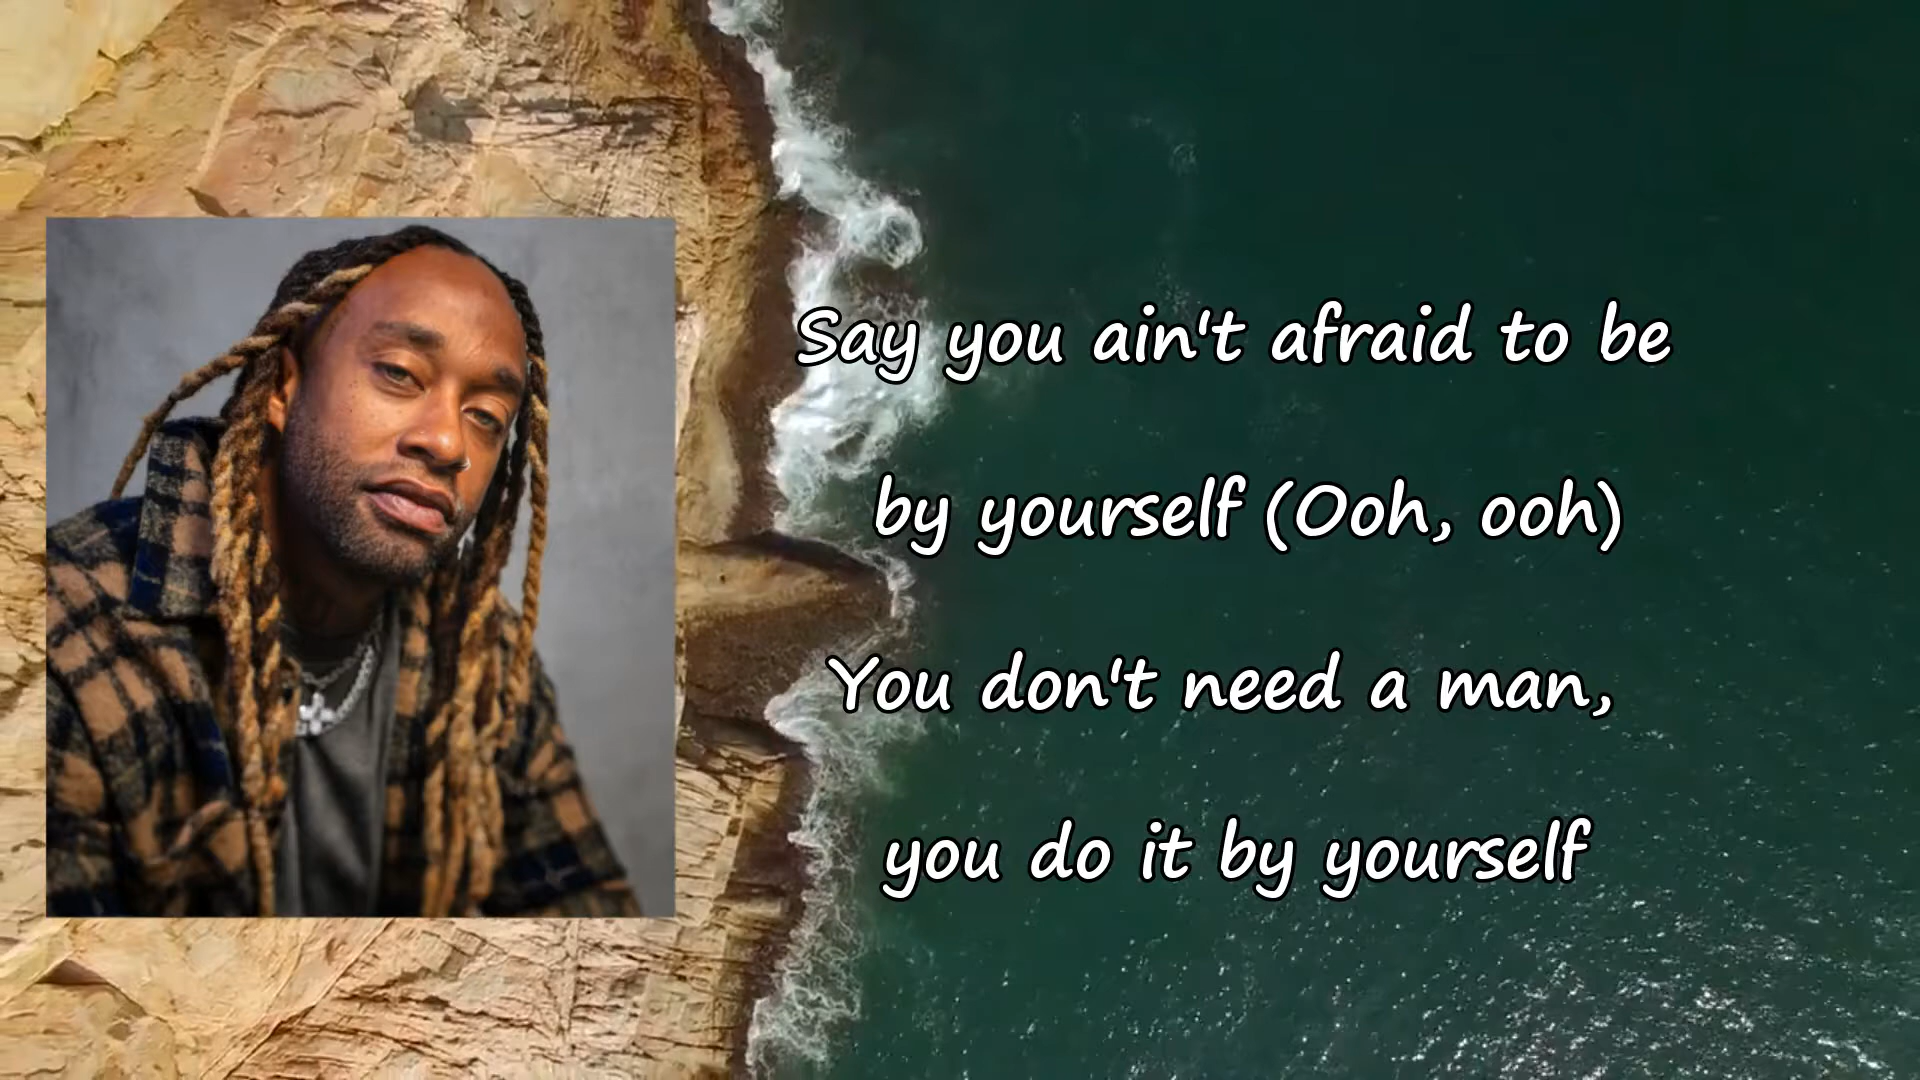 Say you ain't afraid to be
by yourself (Ooh, ooh)
You don't need a man,
you do it by yourself